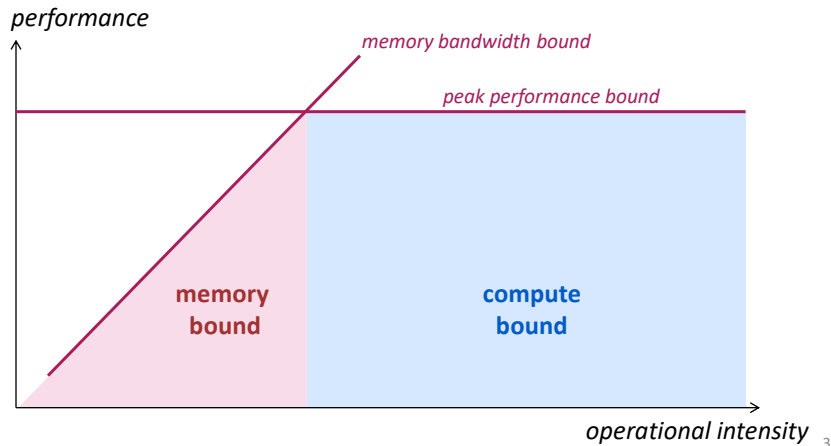 performance
memory bandwidth bound
peak performance bound
memory
bound
compute
bound
operational intensity
3